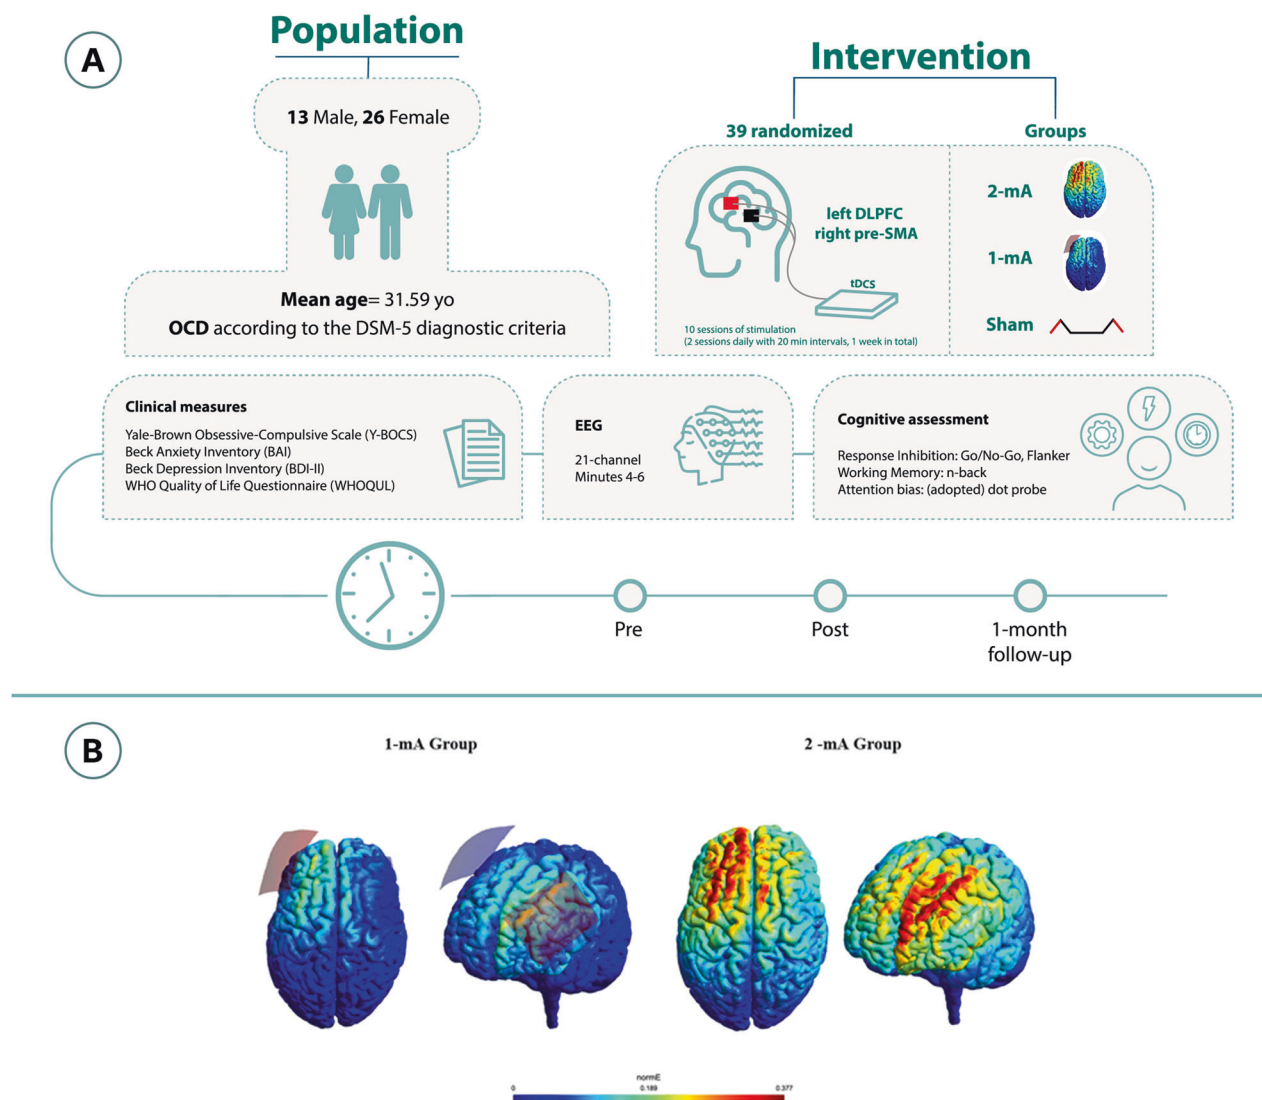 A
Population
13 Male, 26 Female
Mean age= 31.59 yo
OCD according to the DSM-5 diagnostic criteria
Intervention
39 randomized
Groups
left DLPFC
right pre-SMA
tDCS
10 sessions of stimulation
(2 sessions daily with 20 min intervals, 1 week in total)
2-mA
1-mA
Sham
Clinical measures
Yale-Brown Obsessive-Compulsive Scale (Y-BOCS)
Beck Anxiety Inventory (BAI)
Beck Depression Inventory (BDI-II)
WHO Quality of Life Questionnaire (WHOQUL)
EEG
21-channel
Minutes 4-6
Cognitive assessment
Response Inhibition: Go/No-Go, Flanker
Working Memory: n-back
Attention bias: (adopted) dot probe
Pre
Post
1-month
follow-up
B
1-mA Group
2 -mA Group
normE
0
0.189
0.377